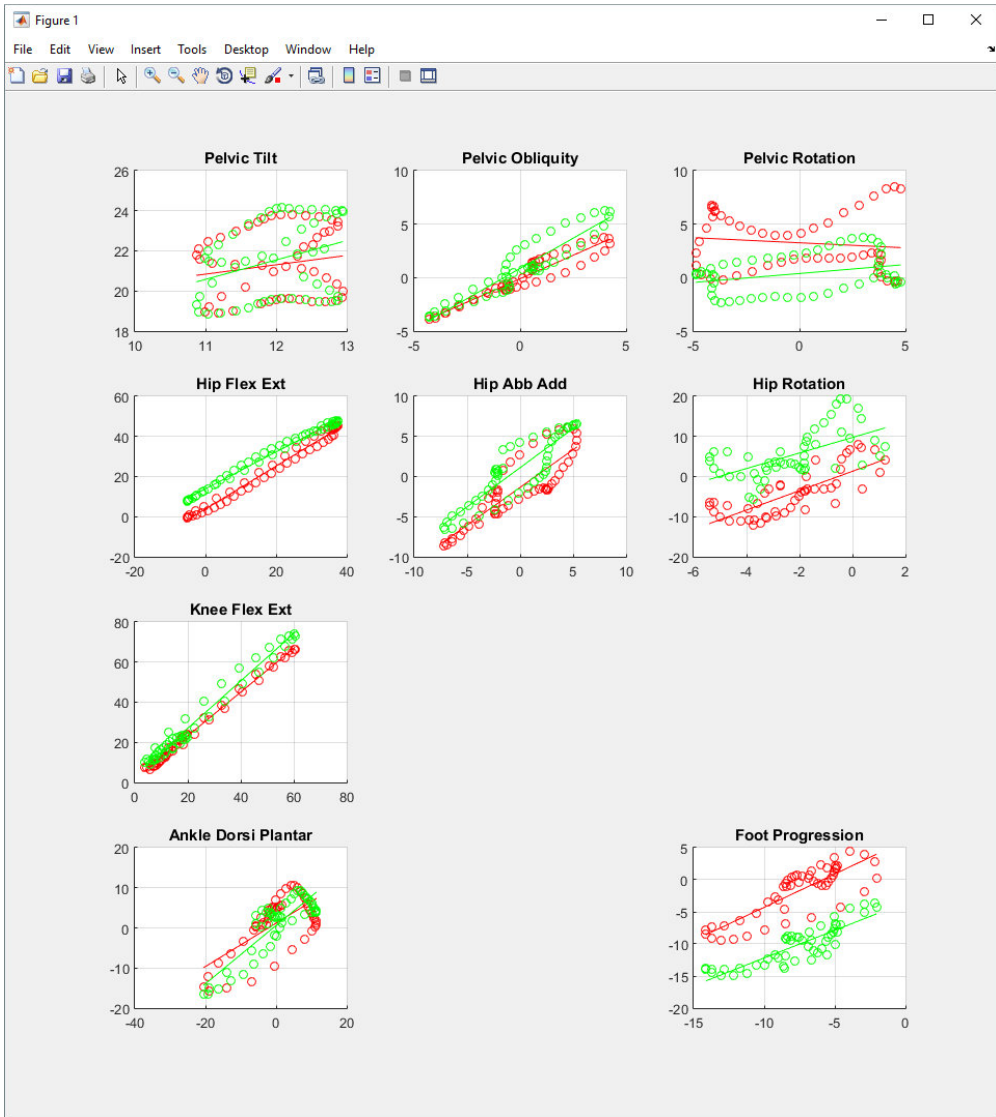 Figure 1
File Edit View Insert Tools Desktop Window Help
Pelvic Tilt
26
24
22
20
18
10 11 12 13
Pelvic Obliquity
10
5
0
-5
0 5
Pelvic Rotation
10
5
0
-5
-5 0 5
Hip Flex Ext
60
40
20
0
-20
-20 0 20 40
Hip Abb Add
10
5
0
-5
-10
-10 -5 0 5 10
Hip Rotation
20
10
0
-10
-20
-6 -4 -2 0 2
Knee Flex Ext
80
60
40
20
0
0 20 40 60 80
Ankle Dorsi Plantar
20
10
0
-10
-20
-40 -20 0 20
Foot Progression
5
0
-5
-10
-15
-20
-15 -10 -5 0